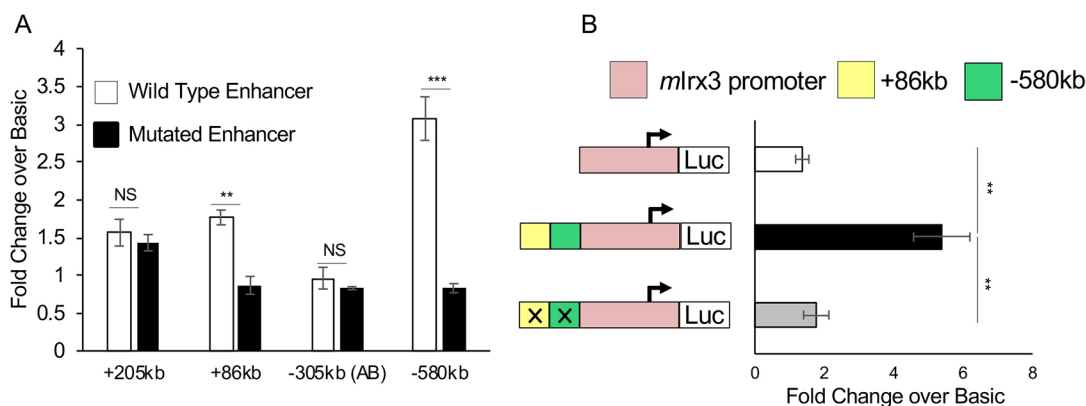 A
Fold Change over Basic
4
3.5
3
2.5
2
1.5
1
0.5
0
Wild Type Enhancer
Mutated Enhancer
NS
**
NS
***
+205kb
+86kb
-305kb (AB)
-580kb
B
mIrx3 promoter
+86kb
-580kb
Luc
Luc
X X Luc
**
**
0 2 4 6 8
Fold Change over Basic